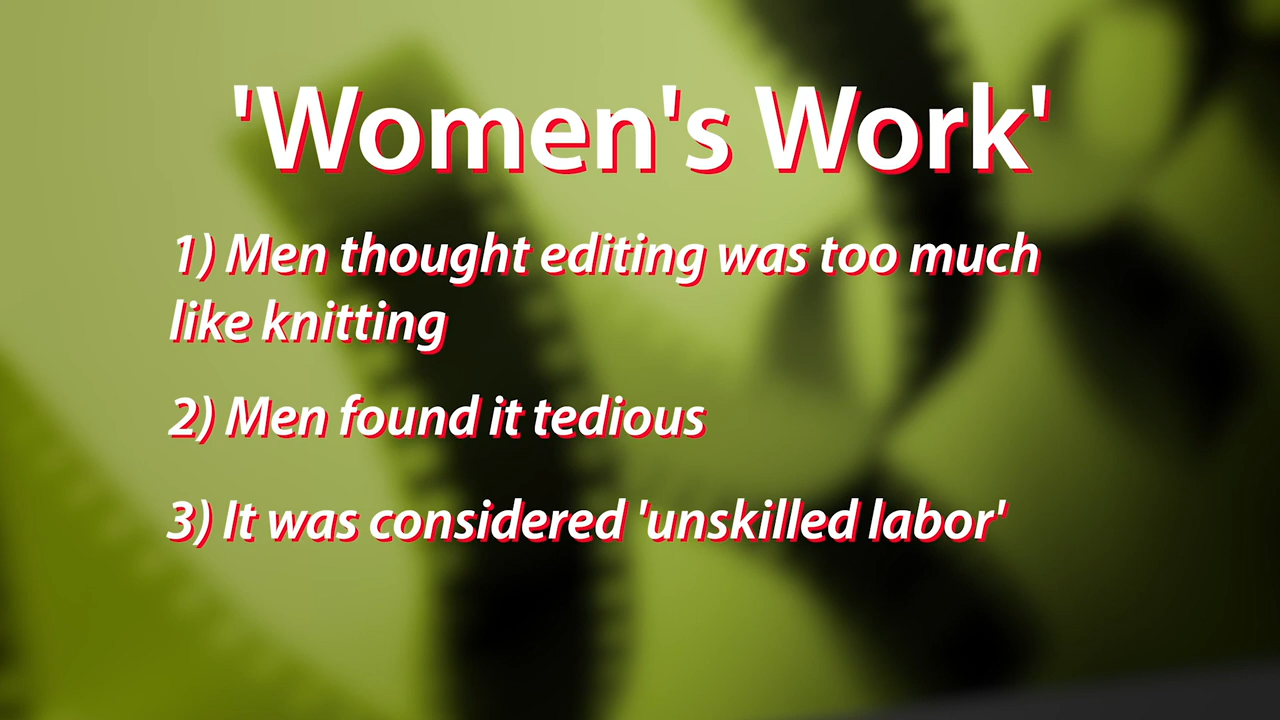 'Women's Work'
1) Men thought editing was too much
like knitting
2) Men found it tedious
3) It was considered 'unskilled labor'